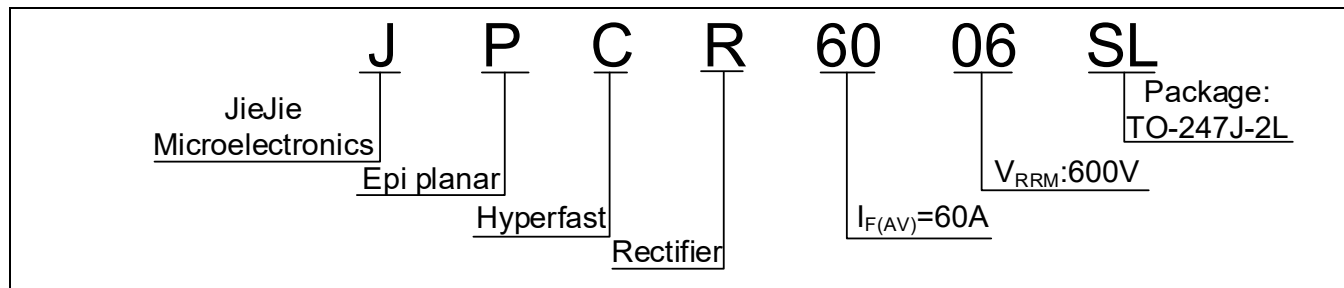 J P C R 60 06 SL
JieJie
Microelectronics
Package:
TO-247J-2L
Epi planar
VRRM:600V
Hyperfast
IF(AV)=60A
Rectifier